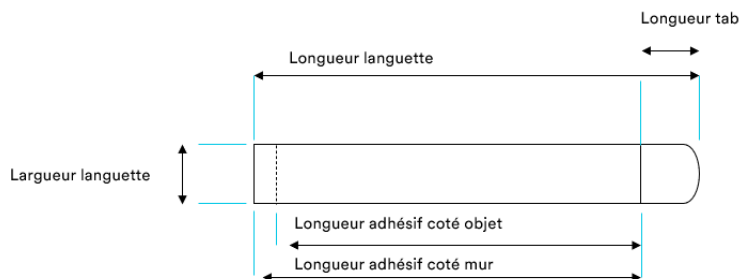 Longueur tab
Longueur languette
Largueur languette
Longueur adhésif coté objet
Longueur adhésif coté mur